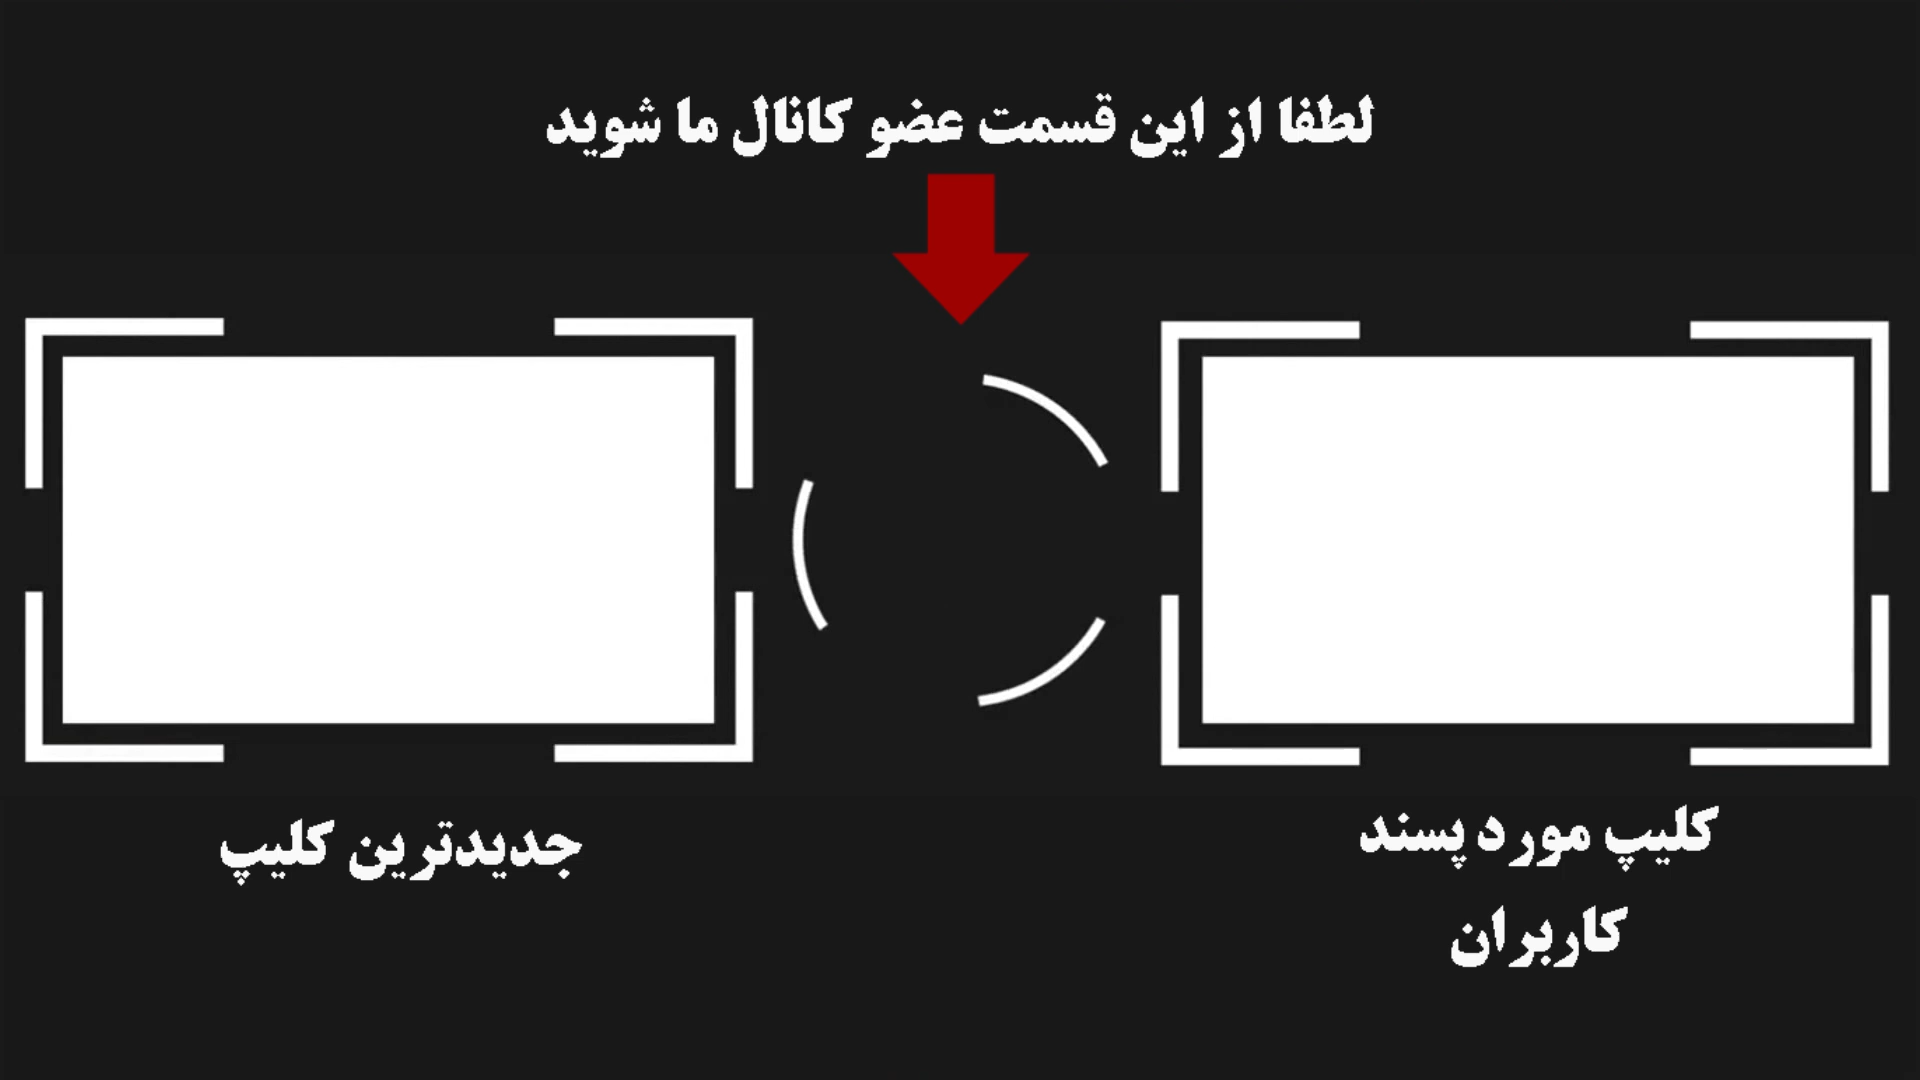 لطفا از این قسمت عضو کانال ما شوید
کلیپ مورد پسند
کاربران
جدیدترین کلیپ